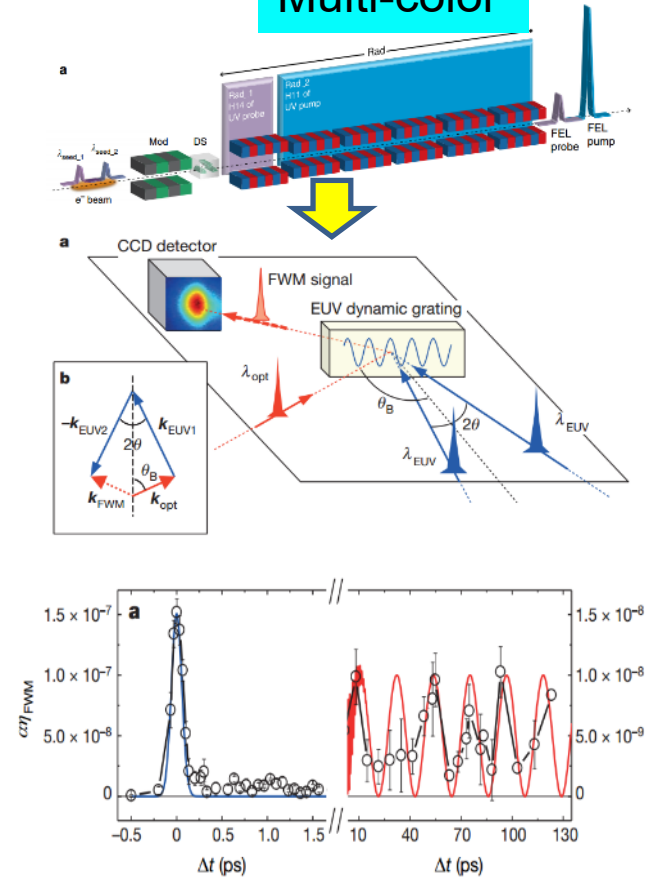 Multi-color
a
Rad
Rad_1
H14 of
UV probe
Rad_2
H11 of
UV pump
λseed_1
λseed_2
Mod
DS
e⁻ beam
FEL
probe
FEL
pump
a
CCD detector
FWM signal
EUV dynamic grating
λopt
θB
2θ
λEUV
λEUV
b
-kEUV2
kEUV1
2θ
θB
kFWM
kopt
a
αηFWM
1.5 × 10⁻⁷
1.0 × 10⁻⁷
5.0 × 10⁻⁸
0
1.5 × 10⁻⁸
1.0 × 10⁻⁸
5.0 × 10⁻⁹
0
−0.5 0 0.5 1.0 1.5
10 40 70 100 130
Δt (ps)
Δt (ps)